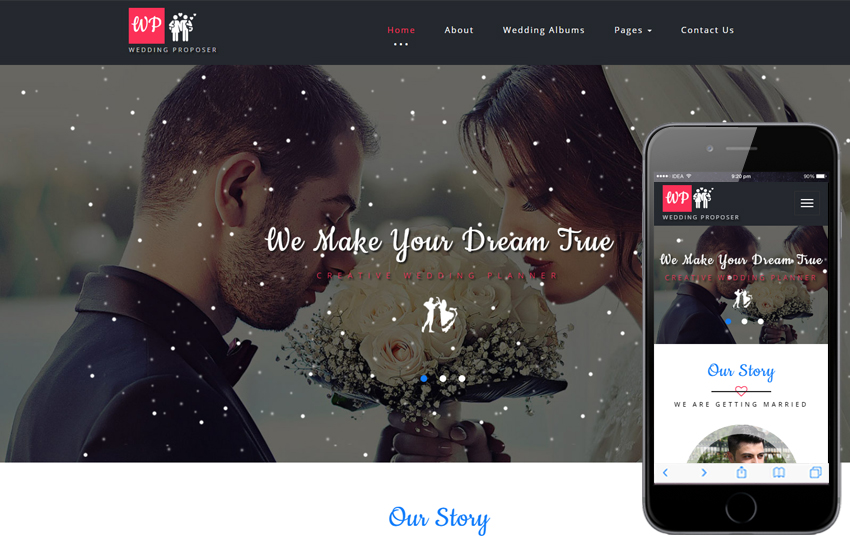 WP
WEDDING PROPOSER
Home
About
Wedding Albums
Pages
Contact Us
We Make Your Dream True
CREATIVE WEDDING PLANNER
Our Story
IDEA
9:20 pm
90%
WP
WEDDING PROPOSER
We Make Your Dream True
CREATIVE WEDDING PLANNER
Our Story
WE ARE GETTING MARRIED